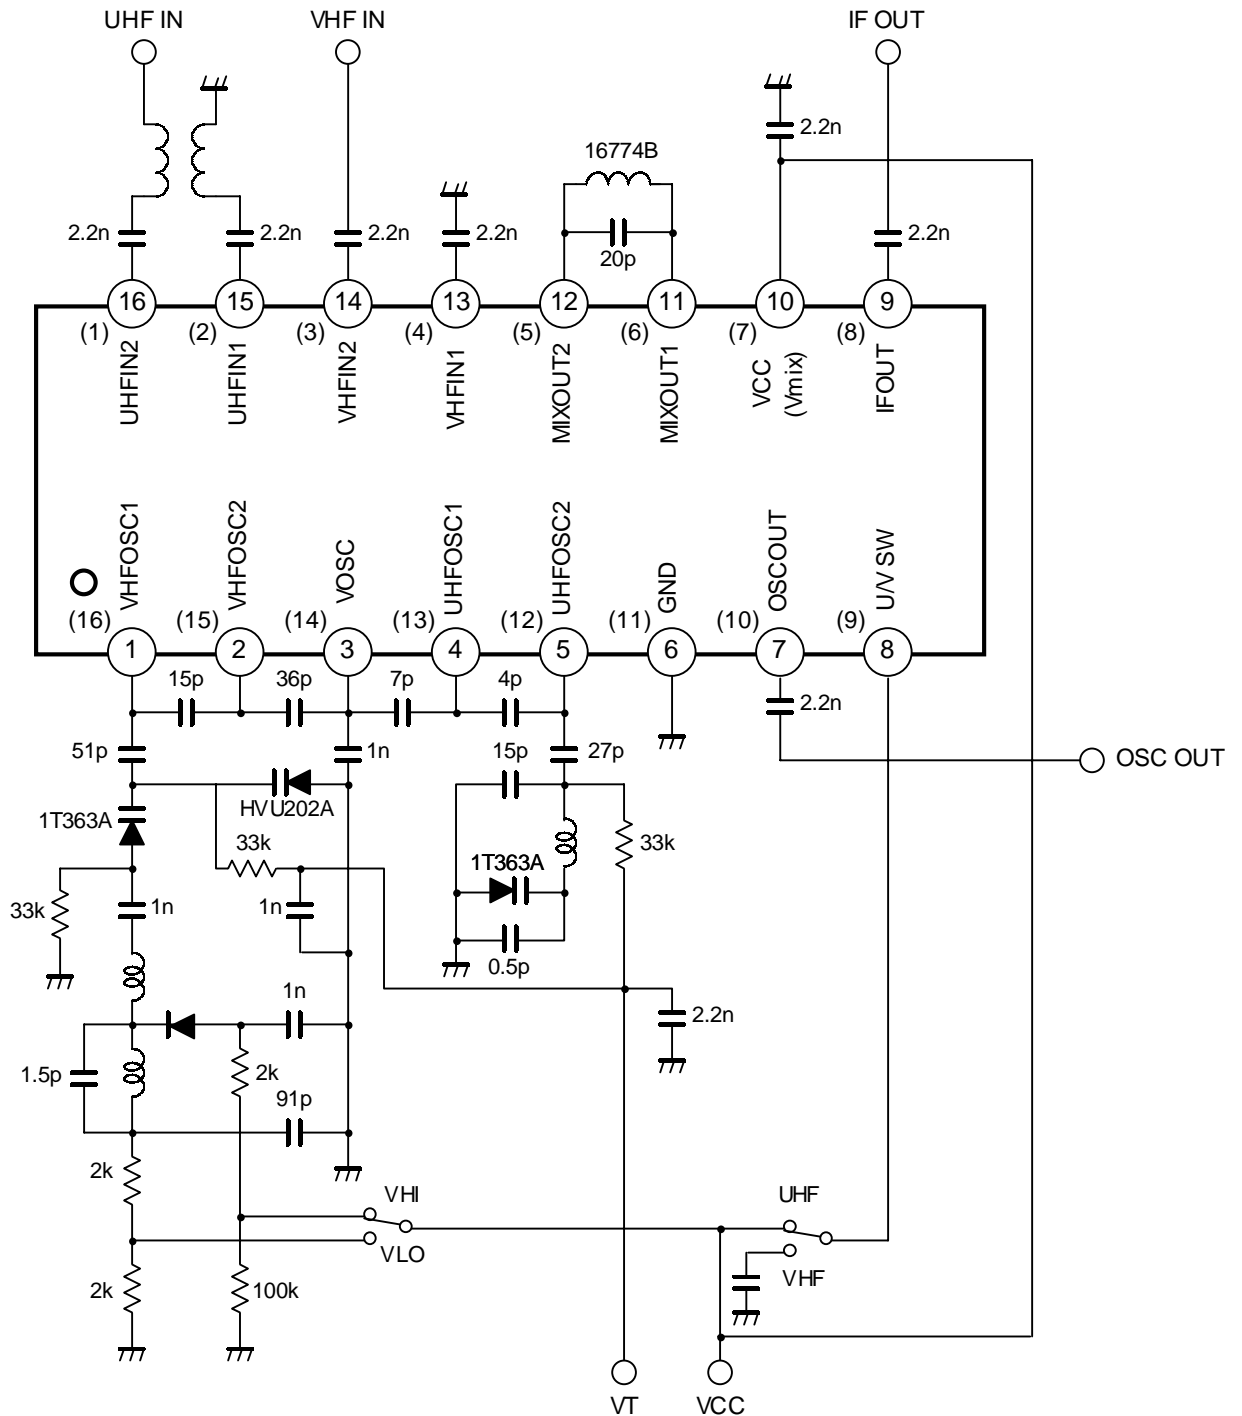 UHF IN
VHF IN
IF OUT
2.2n
16774B
2.2n
2.2n
2.2n
2.2n
20p
2.2n
16
15
14
13
12
11
10
9
(1)
(2)
(3)
(4)
(5)
(6)
(7)
(8)
UHFIN2
UHFIN1
VHFIN2
VHFIN1
MIXOUT2
MIXOUT1
VCC
(Vmix)
IFOUT
VHFOSC1
VHFOSC2
VOSC
UHFOSC1
UHFOSC2
GND
OSCOUT
U/V SW
(16)
(15)
(14)
(13)
(12)
(11)
(10)
(9)
1
2
3
4
5
6
7
8
15p
36p
7p
4p
2.2n
51p
1n
15p
27p
OSC OUT
1T363A
HVU202A
33k
1T363A
33k
33k
1n
1n
0.5p
1n
2.2n
1.5p
2k
91p
2k
VHI
UHF
VLO
VHF
2k
100k
VT
VCC